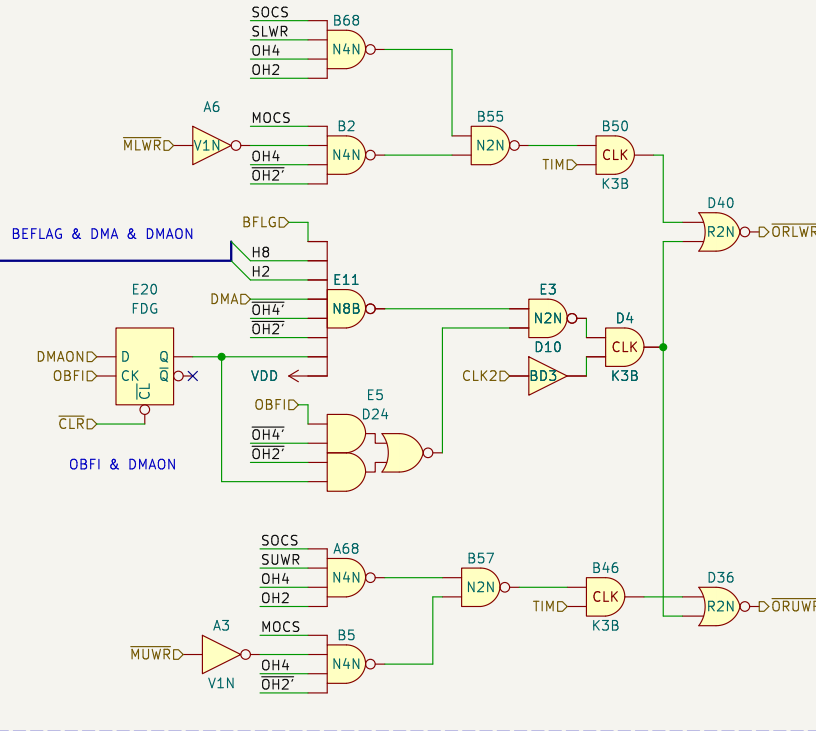 SOCS
B68
SLWR
N4N
OH4
OH2
A6
MOCS
B2
B55
B50
MLWR
V1N
N4N
N2N
CLK
OH4
TIM
OH2'
K3B
D40
BFLG
BEFLAG & DMA & DMAON
R2N
ORLWR
H8
H2
E20
E11
E3
FDG
DMA
OH4'
N8B
N2N
D4
OH2'
D10
DMAON
D
Q
CLK
OBFI
CK
Q
VDD
CLK2
BD3
K3B
CL
E5
OBFI
D24
CLR
OH4'
OH2'
OBFI & DMAON
SOCS
A68
SUWR
B57
B46
D36
OH4
N4N
N2N
CLK
OH2
TIM
R2N
ORUWR
K3B
A3
MOCS
B5
MUWR
N4N
OH4
V1N
OH2'